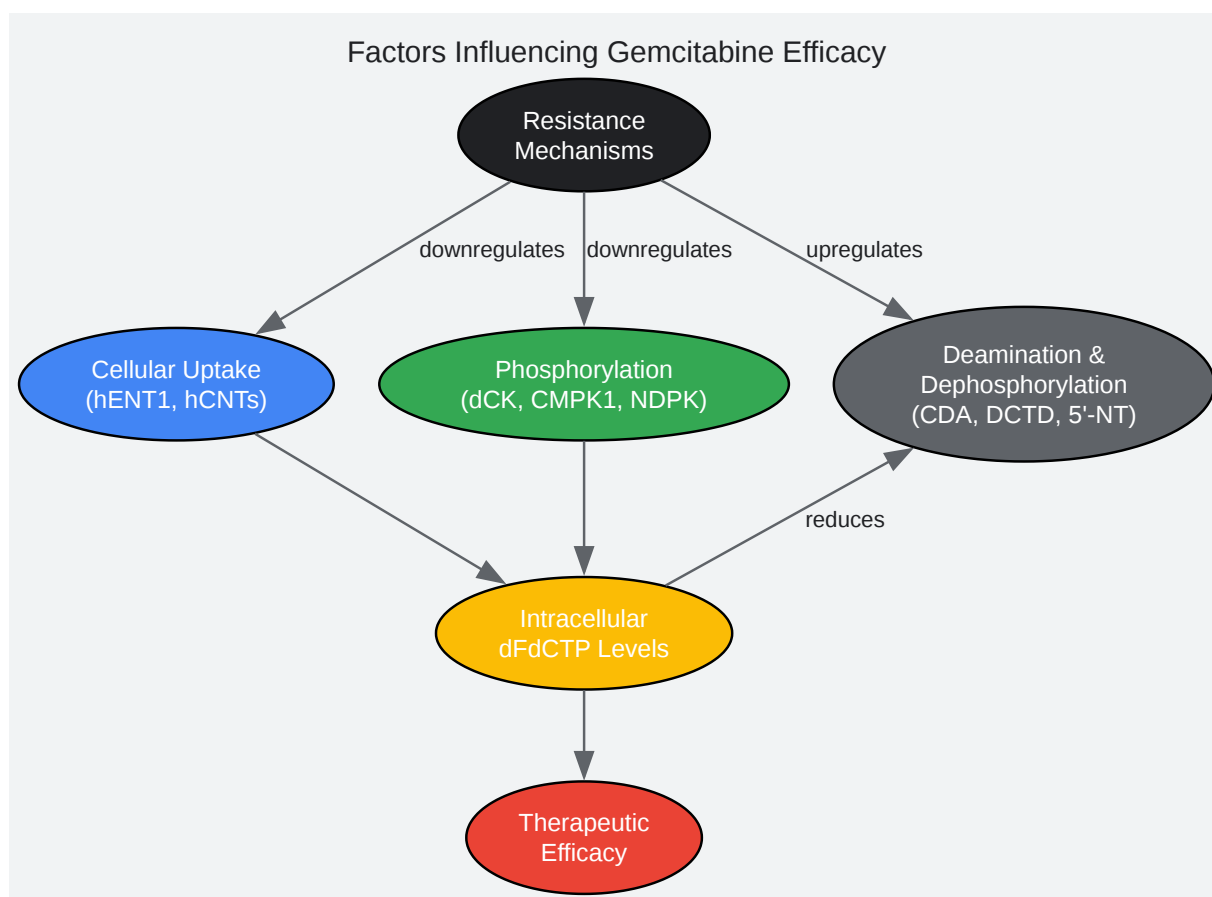 Factors Influencing Gemcitabine Efficacy
Resistance
Mechanisms
downregulates
downregulates
upregulates
Cellular Uptake
(hENT1, hCNTs)
Phosphorylation
(dCK, CMPK1, NDPK)
Deamination &
Dephosphorylation
(CDA, DCTD, 5'-NT)
reduces
Intracellular
dFdCTP Levels
Therapeutic
Efficacy